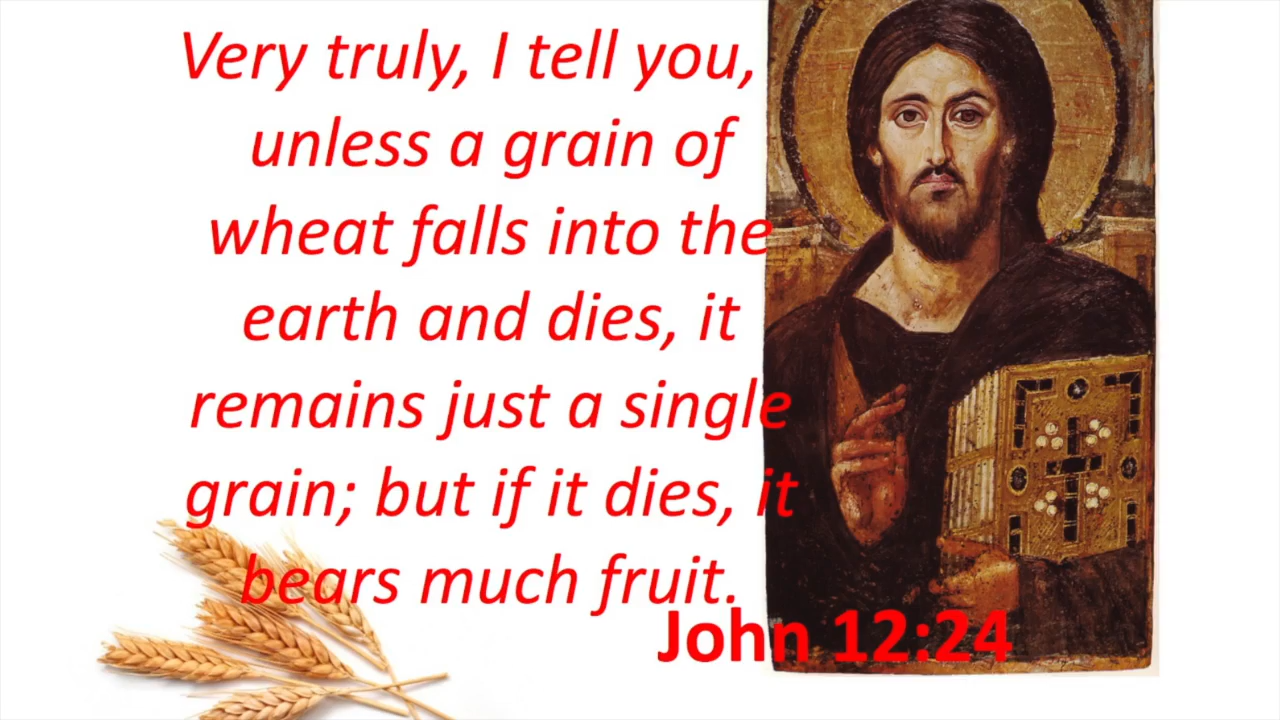 Very truly, I tell you,
unless a grain of
wheat falls into the
earth and dies, it
remains just a single
grain; but if it dies, it
bears much fruit.
John 12:24